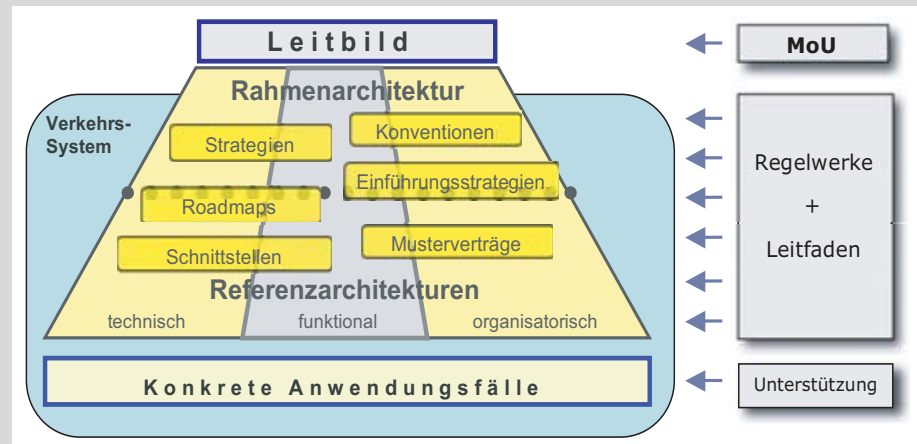 Leitbild
MoU
Rahmenarchitektur
Verkehrs-
System
Strategien
Konventionen
Einführungsstrategien
Roadmaps
Schnittstellen
Musterverträge
Referenzarchitekturen
technisch
funktional
organisatorisch
Regelwerke
+
Leitfaden
Konkrete Anwendungsfälle
Unterstützung